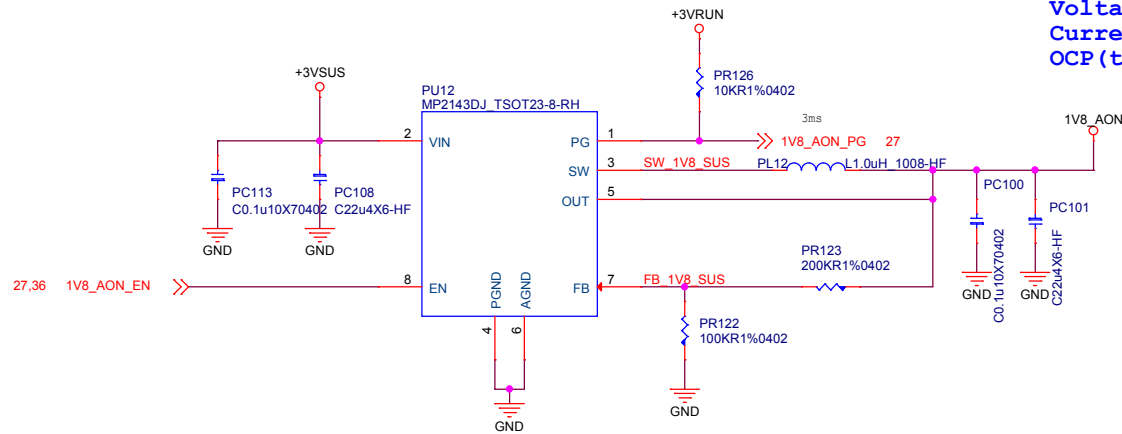 Volta
Curre
OCP(t
+3VRUN
+3VSUS
PR126
10KR1%0402
PU12
MP2143DJ_TSOT23-8-RH
3ms
1V8_AON
2
VIN
PG
1
1V8_AON_PG 27
SW
3
SW_1V8_SUS
PL12
L1.0uH_1008-HF
OUT
5
PC113
C0.1u10X70402
PC108
C22u4X6-HF
PC100
C0.1u10X70402
PC101
C22u4X6-HF
GND
GND
PR123
200KR1%0402
GND
GND
27,36 1V8_AON_EN
8
EN
PGND
AGND
FB
7
FB_1V8_SUS
4
6
PR122
100KR1%0402
GND
GND